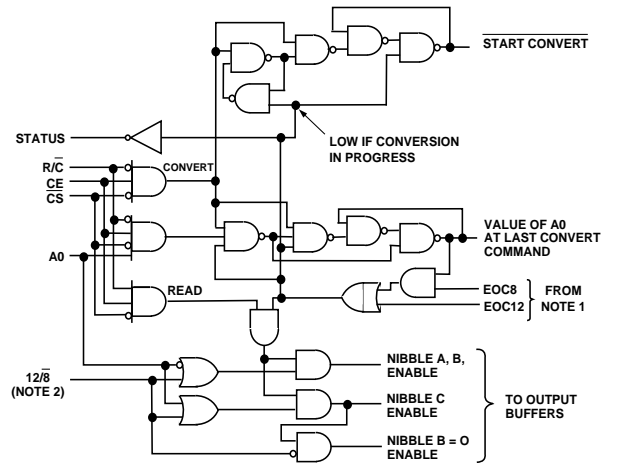 START CONVERT
STATUS
LOW IF CONVERSION
IN PROGRESS
R/C
CONVERT
CE
CS
VALUE OF A0
AT LAST CONVERT
COMMAND
A0
READ
EOC8
EOC12
FROM
NOTE 1
NIBBLE A, B,
ENABLE
12/8
(NOTE 2)
NIBBLE C
ENABLE
TO OUTPUT
BUFFERS
NIBBLE B = O
ENABLE